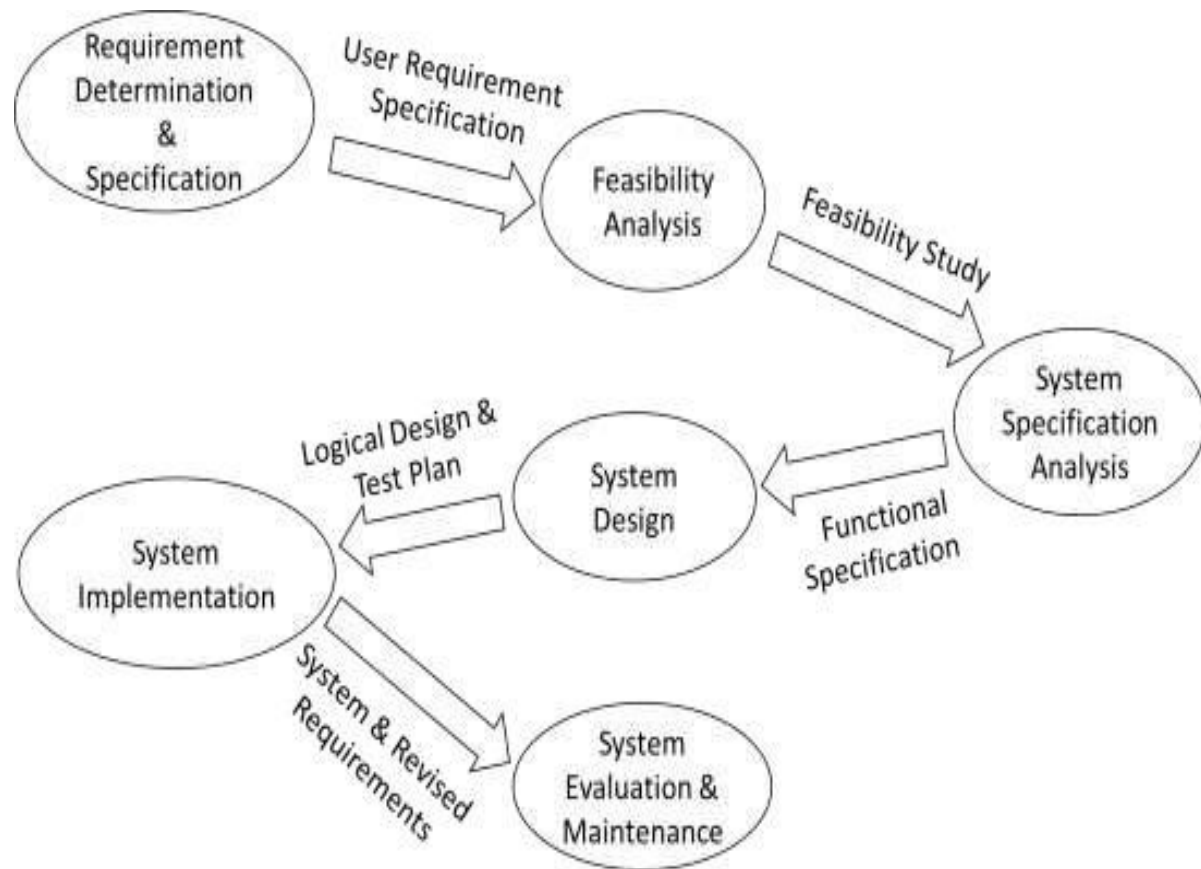 Requirement
Determination
&
Specification
User Requirement
Specification
Feasibility
Analysis
Feasibility Study
System
Specification
Analysis
Functional
Specification
System
Design
Logical Design &
Test Plan
System
Implementation
System & Revised
Requirements
System
Evaluation &
Maintenance